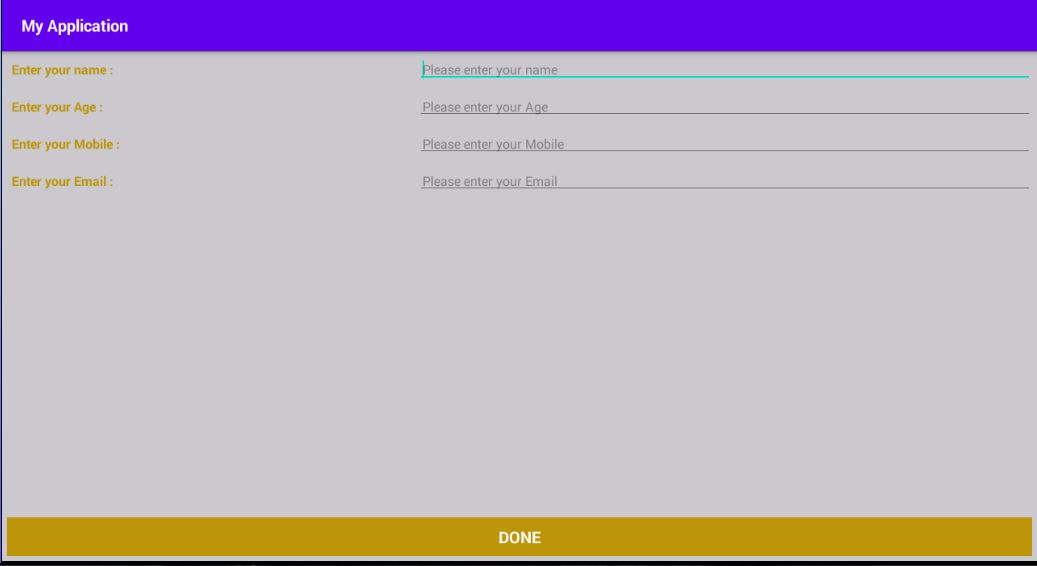 My Application
Enter your name : Please enter your name
Enter your Age : Please enter your Age
Enter your Mobile : Please enter your Mobile
Enter your Email : Please enter your Email
DONE